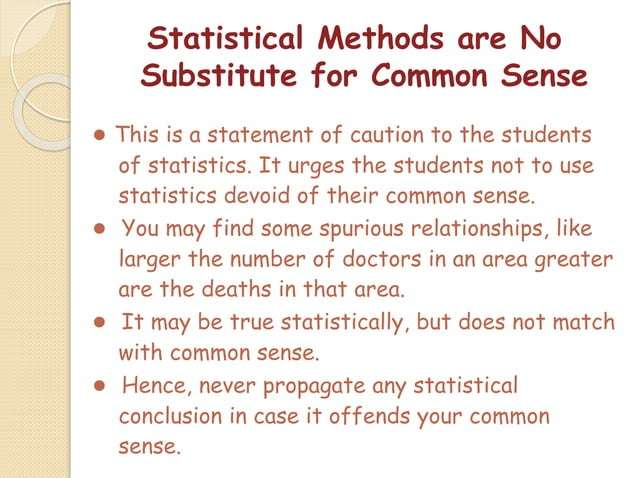 Statistical Methods are No
Substitute for Common Sense
● This is a statement of caution to the students
of statistics. It urges the students not to use
statistics devoid of their common sense.
● You may find some spurious relationships, like
larger the number of doctors in an area greater
are the deaths in that area.
● It may be true statistically, but does not match
with common sense.
● Hence, never propagate any statistical
conclusion in case it offends your common
sense.